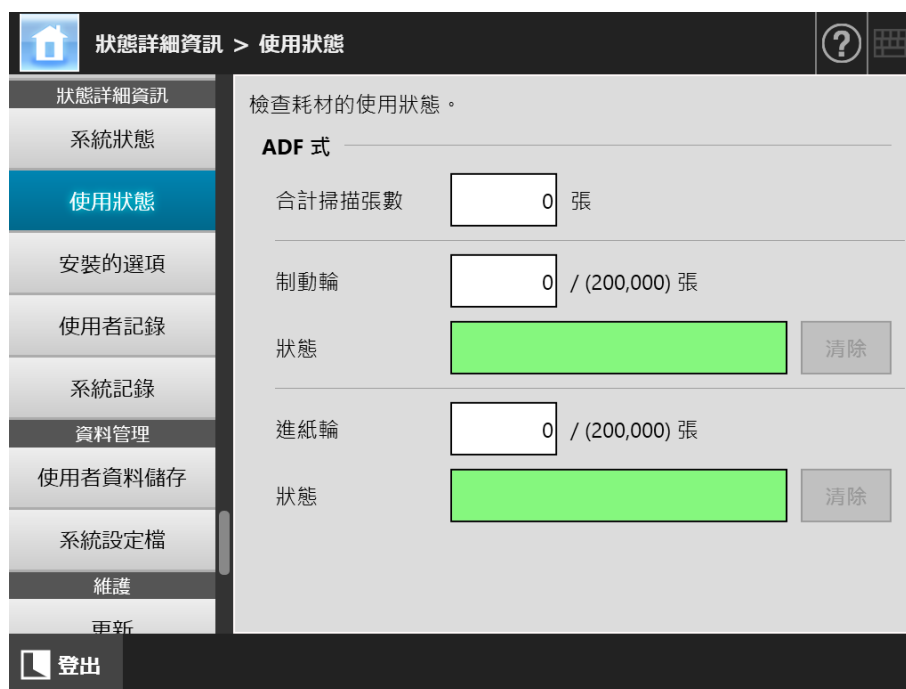 狀態詳細資訊 > 使用狀態
?
狀態詳細資訊
系統狀態
使用狀態
安裝的選項
使用者記錄
系統記錄
資料管理
使用者資料儲存
系統設定檔
維護
更新
檢查耗材的使用狀態。
ADF 式
合計掃描張數 0 張
制動輪 0 / (200,000) 張
狀態 清除
進紙輪 0 / (200,000) 張
狀態 清除
登出